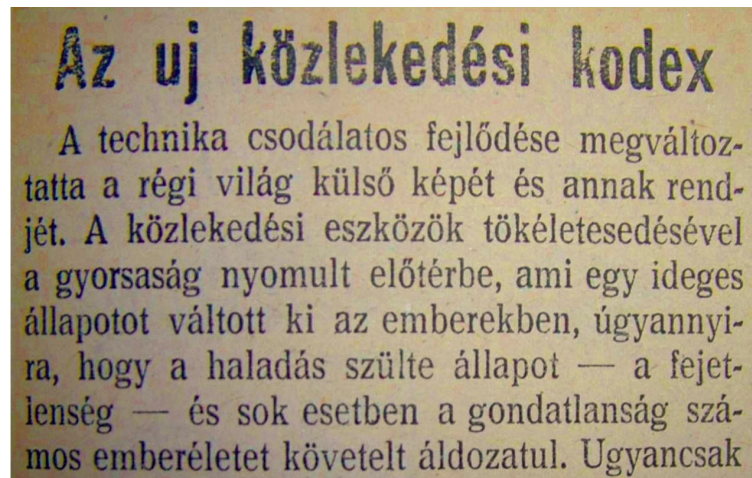 Az uj közlekedési kodex
A technika csodálatos fejlődése megváltoz-
tatta a régi világ külső képét és annak rend-
jét. A közlekedési eszközök tökéletesedésével
a gyorsaság nyomult előtérbe, ami egy ideges
állapotot váltott ki az emberekben, úgyannyi-
ra, hogy a haladás szülte állapot — a fejet-
lenség — és sok esetben a gondatlanság szá-
mos emberéletet követelt áldozatul. Ugyancsak